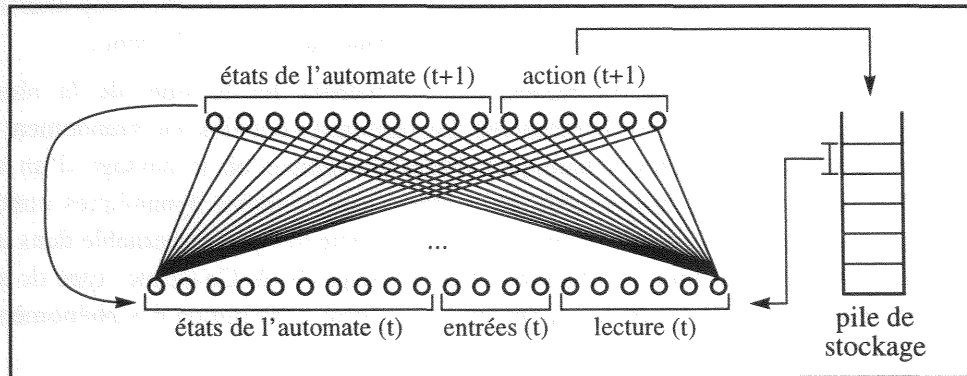 états de l'automate (t+1) action (t+1)
...
états de l'automate (t) entrées (t) lecture (t)
pile de
stockage